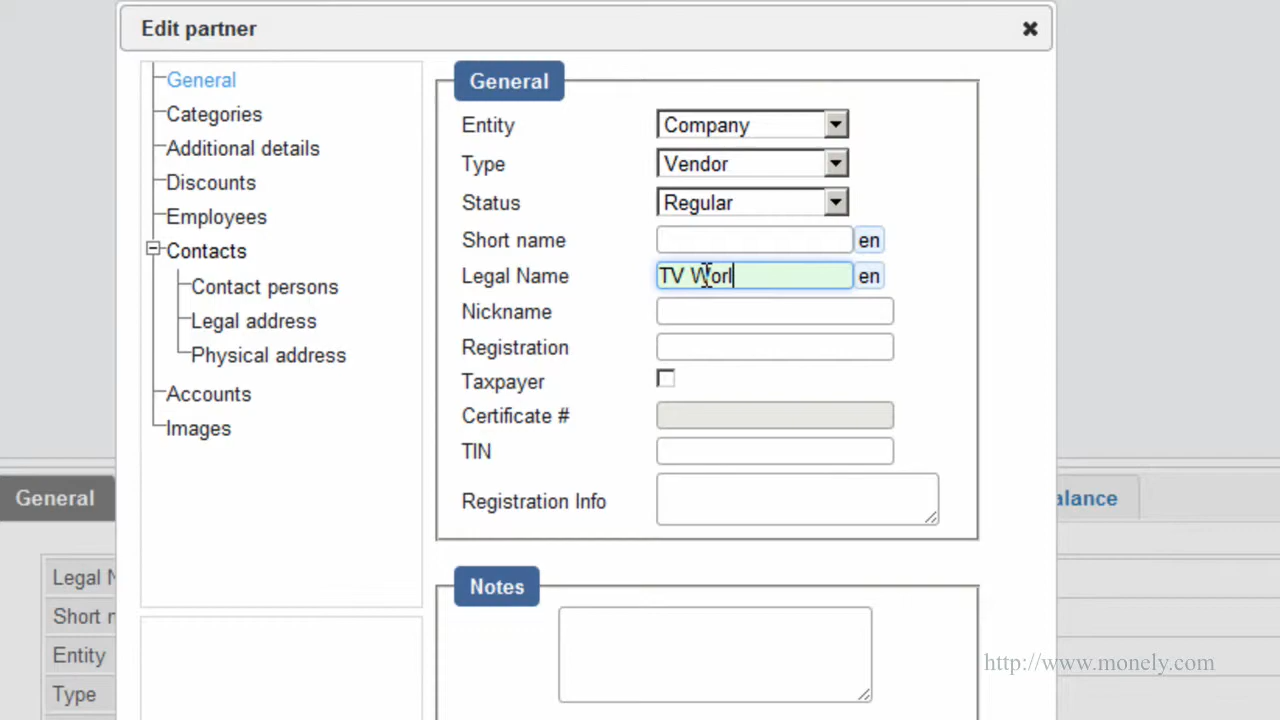 Edit partner
General
Categories
Additional details
Discounts
Employees
Contacts
Contact persons
Legal address
Physical address
Accounts
Images
General
Entity Company
Type Vendor
Status Regular
Short name en
Legal Name TV Worl en
Nickname
Registration
Taxpayer
Certificate #
TIN
Registration Info
Notes
General
alance
Legal N
Short n
Entity
Type
http://www.monely.com